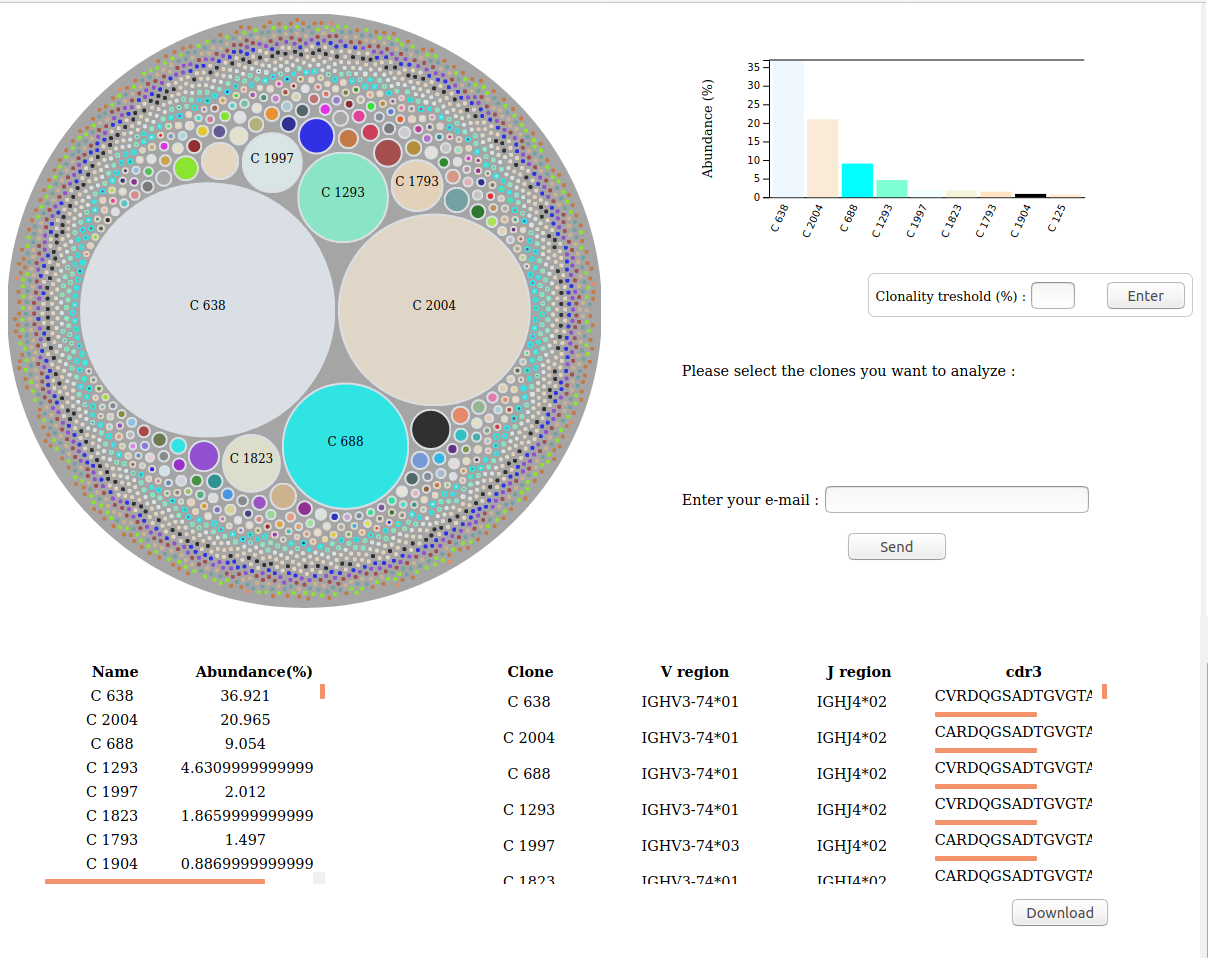 C 1997
C 1293
C 1793
C 638
C 2004
C 688
C 1823
Abundance (%)
35
30
25
20
15
10
5
0
C 638
C 2004
C 688
C 1293
C 1997
C 1823
C 1793
C 1904
C 125
Clonality treshold (%) :
Enter
Please select the clones you want to analyze :
Enter your e-mail :
Send
Name Abundance(%)
C 638 36.921
C 2004 20.965
C 688 9.054
C 1293 4.6309999999999
C 1997 2.012
C 1823 1.8659999999999
C 1793 1.497
C 1904 0.8869999999999
Clone V region J region cdr3
C 638 IGHV3-74*01 IGHJ4*02 CVRDQGSADTGVGTA
C 2004 IGHV3-74*01 IGHJ4*02 CARDQGSADTGVGTA
C 688 IGHV3-74*01 IGHJ4*02 CVRDQGSADTGVGTA
C 1293 IGHV3-74*01 IGHJ4*02 CVRDQGSADTGVGTA
C 1997 IGHV3-74*03 IGHJ4*02 CARDQGSADTGVGTA
C 1823 IGHV3-74*01 IGHJ4*02 CARDQGSADTGVGTA
Download